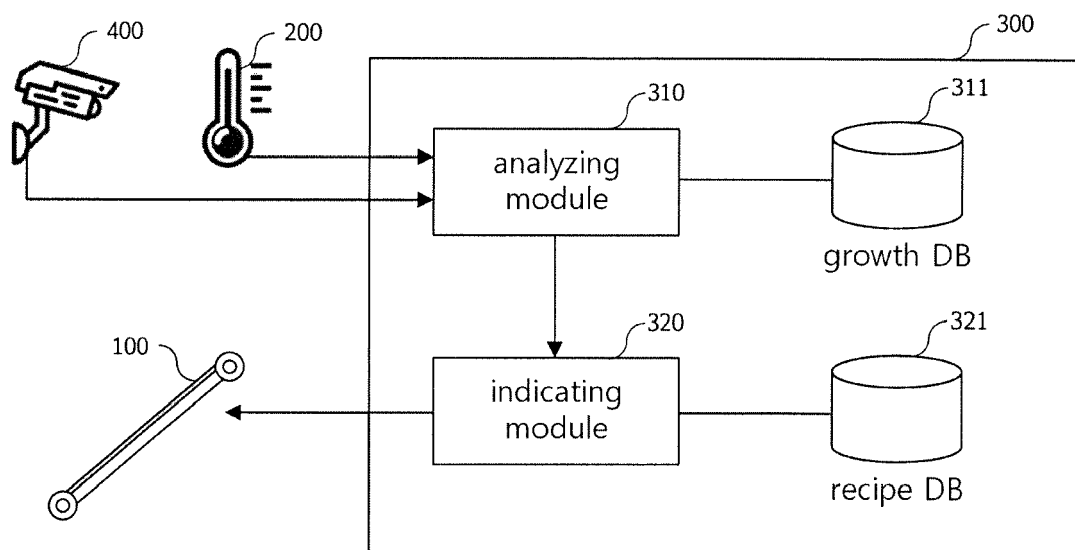 400
200
300
310
311
analyzing
module
growth DB
320
321
100
indicating
module
recipe DB